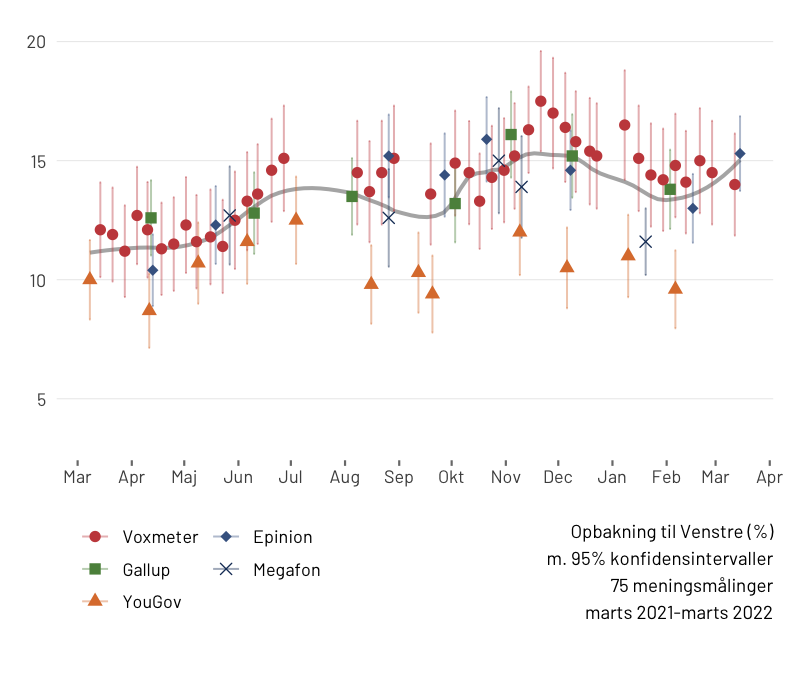 20
15
10
5
Mar Apr Maj Jun Jul Aug Sep Okt Nov Dec Jan Feb Mar Apr
Voxmeter Epinion
Gallup Megafon
YouGov
Opbakning til Venstre (%)
m. 95% konfidensintervaller
75 meningsmålinger
marts 2021-marts 2022